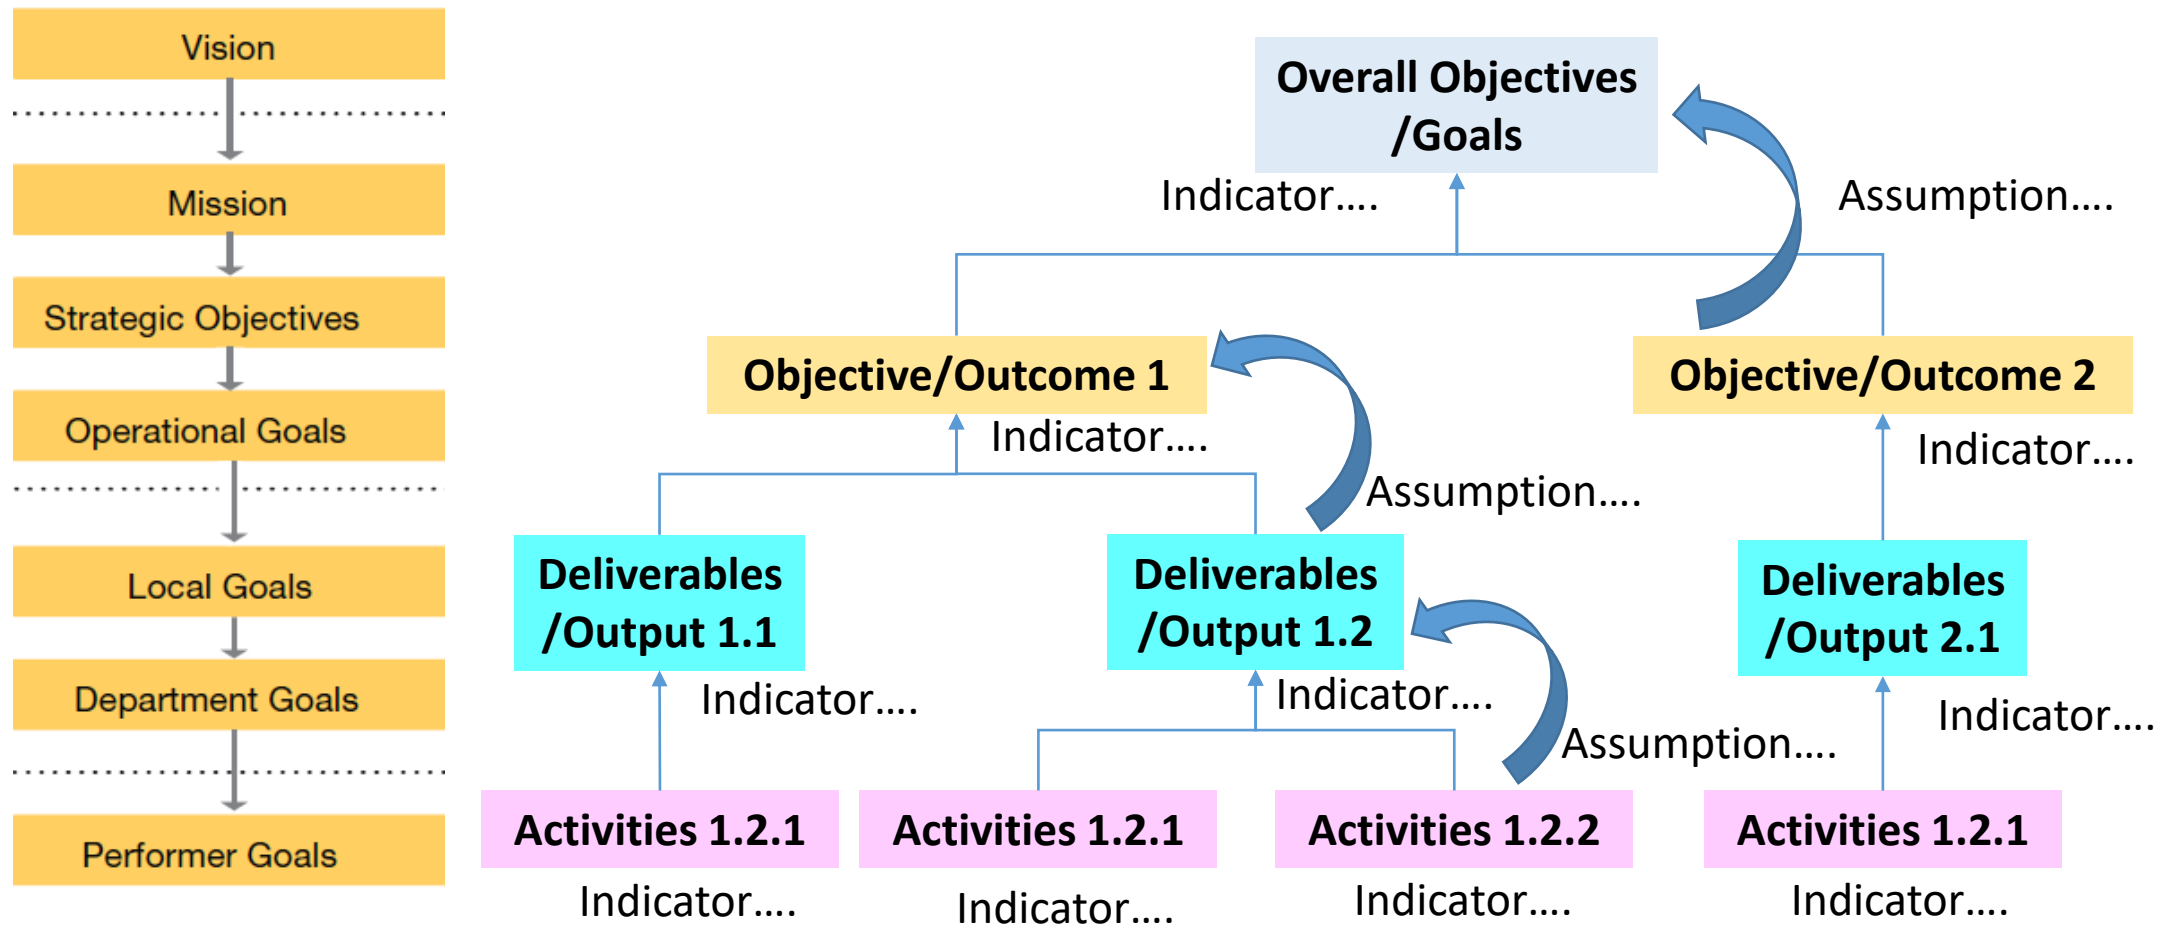 Vision
Mission
Strategic Objectives
Operational Goals
Local Goals
Department Goals
Performer Goals
Overall Objectives
/Goals
Indicator....
Assumption....
Objective/Outcome 1
Objective/Outcome 2
Indicator....
Indicator....
Assumption....
Deliverables
/Output 1.1
Deliverables
/Output 1.2
Deliverables
/Output 2.1
Indicator....
Indicator....
Indicator....
Assumption....
Activities 1.2.1
Activities 1.2.1
Activities 1.2.2
Activities 1.2.1
Indicator....
Indicator....
Indicator....
Indicator....